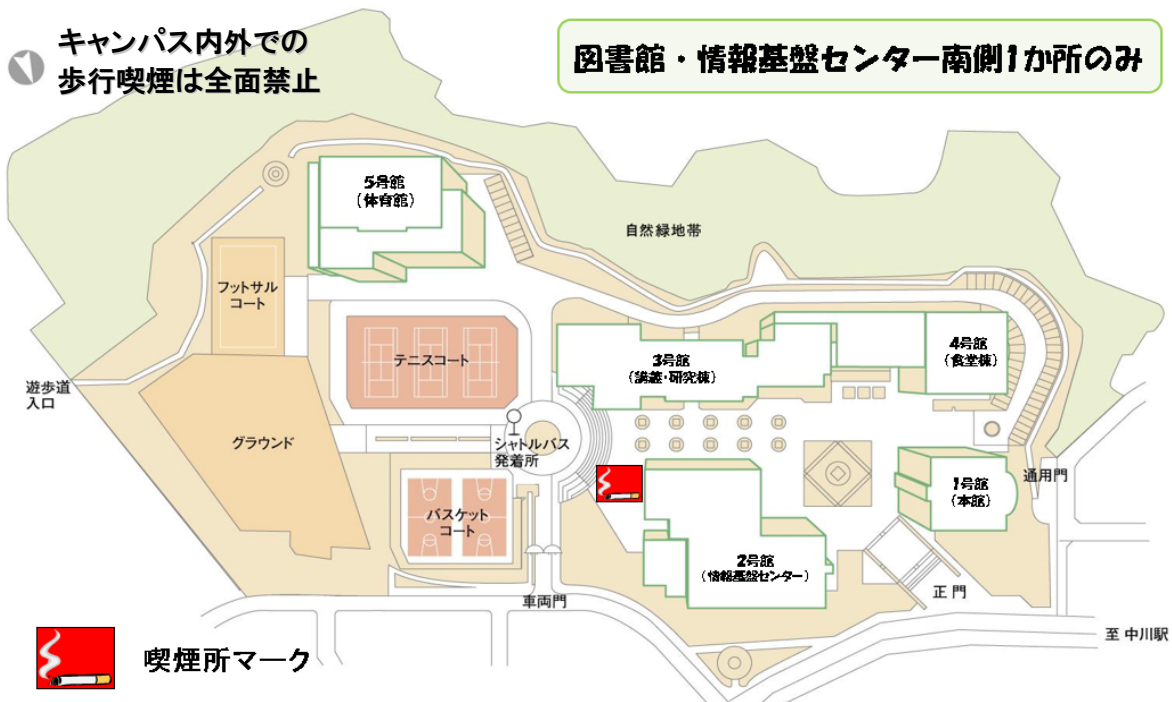 キャンパス内外での
歩行喫煙は全面禁止
図書館・情報基盤センター南側1か所のみ
5号館
(体育館)
自然緑地帯
フットサル
コート
テニスコート
3号館
(講義・研究棟)
4号館
(食堂棟)
遊歩道
入口
グラウンド
シャトルバス
発着所
通用門
1号館
(本館)
バスケット
コート
2号館
(情報基盤センター)
正門
車両門
至 中川駅
喫煙所マーク